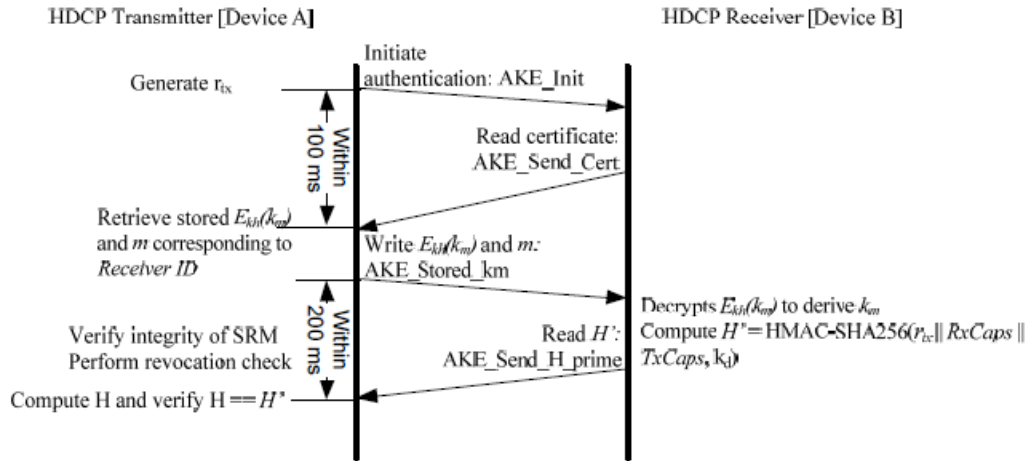 HDCP Transmitter [Device A]
HDCP Receiver [Device B]
Initiate
authentication: AKE_Init
Generate rtx
Within
100 ms
Read certificate:
AKE_Send_Cert
Retrieve stored Ekh(km)
and m corresponding to
Receiver ID
Write Ekh(km) and m:
AKE_Stored_km
Within
200 ms
Decrypts Ekh(km) to derive km
Compute H' = HMAC-SHA256(rtx || RxCaps ||
TxCaps, kd)
Verify integrity of SRM
Perform revocation check
Read H':
AKE_Send_H_prime
Compute H and verify H == H'